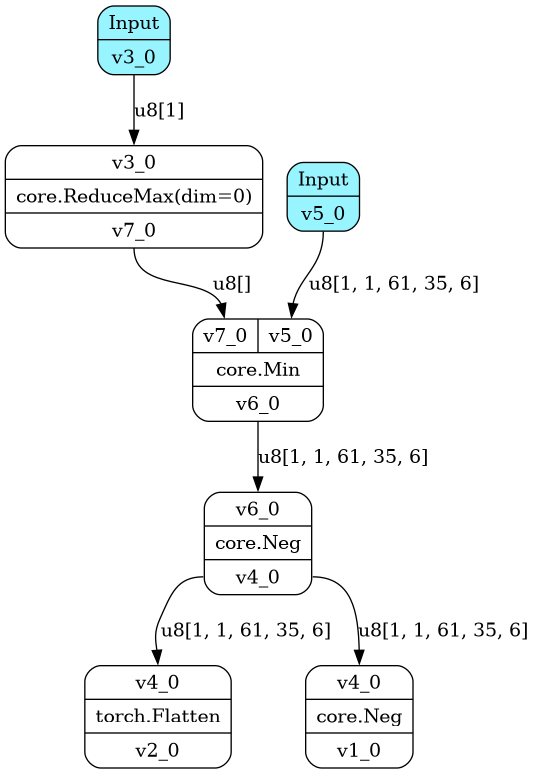 Input
v3_0
u8[1]
v3_0
core.ReduceMax(dim=0)
v7_0
Input
v5_0
u8[]
u8[1, 1, 61, 35, 6]
v7_0 v5_0
core.Min
v6_0
u8[1, 1, 61, 35, 6]
v6_0
core.Neg
v4_0
u8[1, 1, 61, 35, 6]
u8[1, 1, 61, 35, 6]
v4_0
torch.Flatten
v2_0
v4_0
core.Neg
v1_0